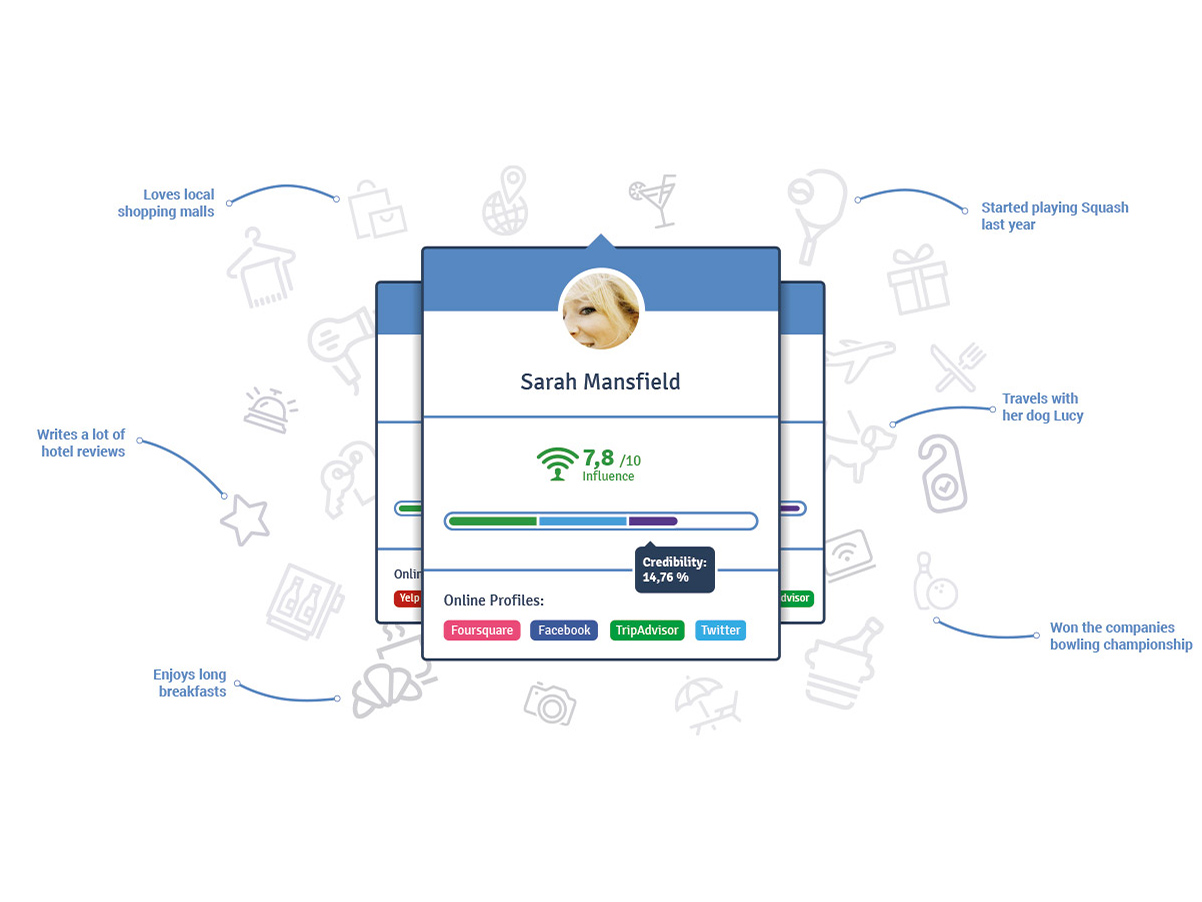 Loves local
shopping malls
Started playing Squash
last year
Sarah Mansfield
Travels with
her dog Lucy
Writes a lot of
hotel reviews
7,8 /10
Influence
Credibility:
14,76 %
Onlin
Yelp
Online Profiles:
Foursquare
Facebook
TripAdvisor
Twitter
dvisor
Won the companies
bowling championship
Enjoys long
breakfasts